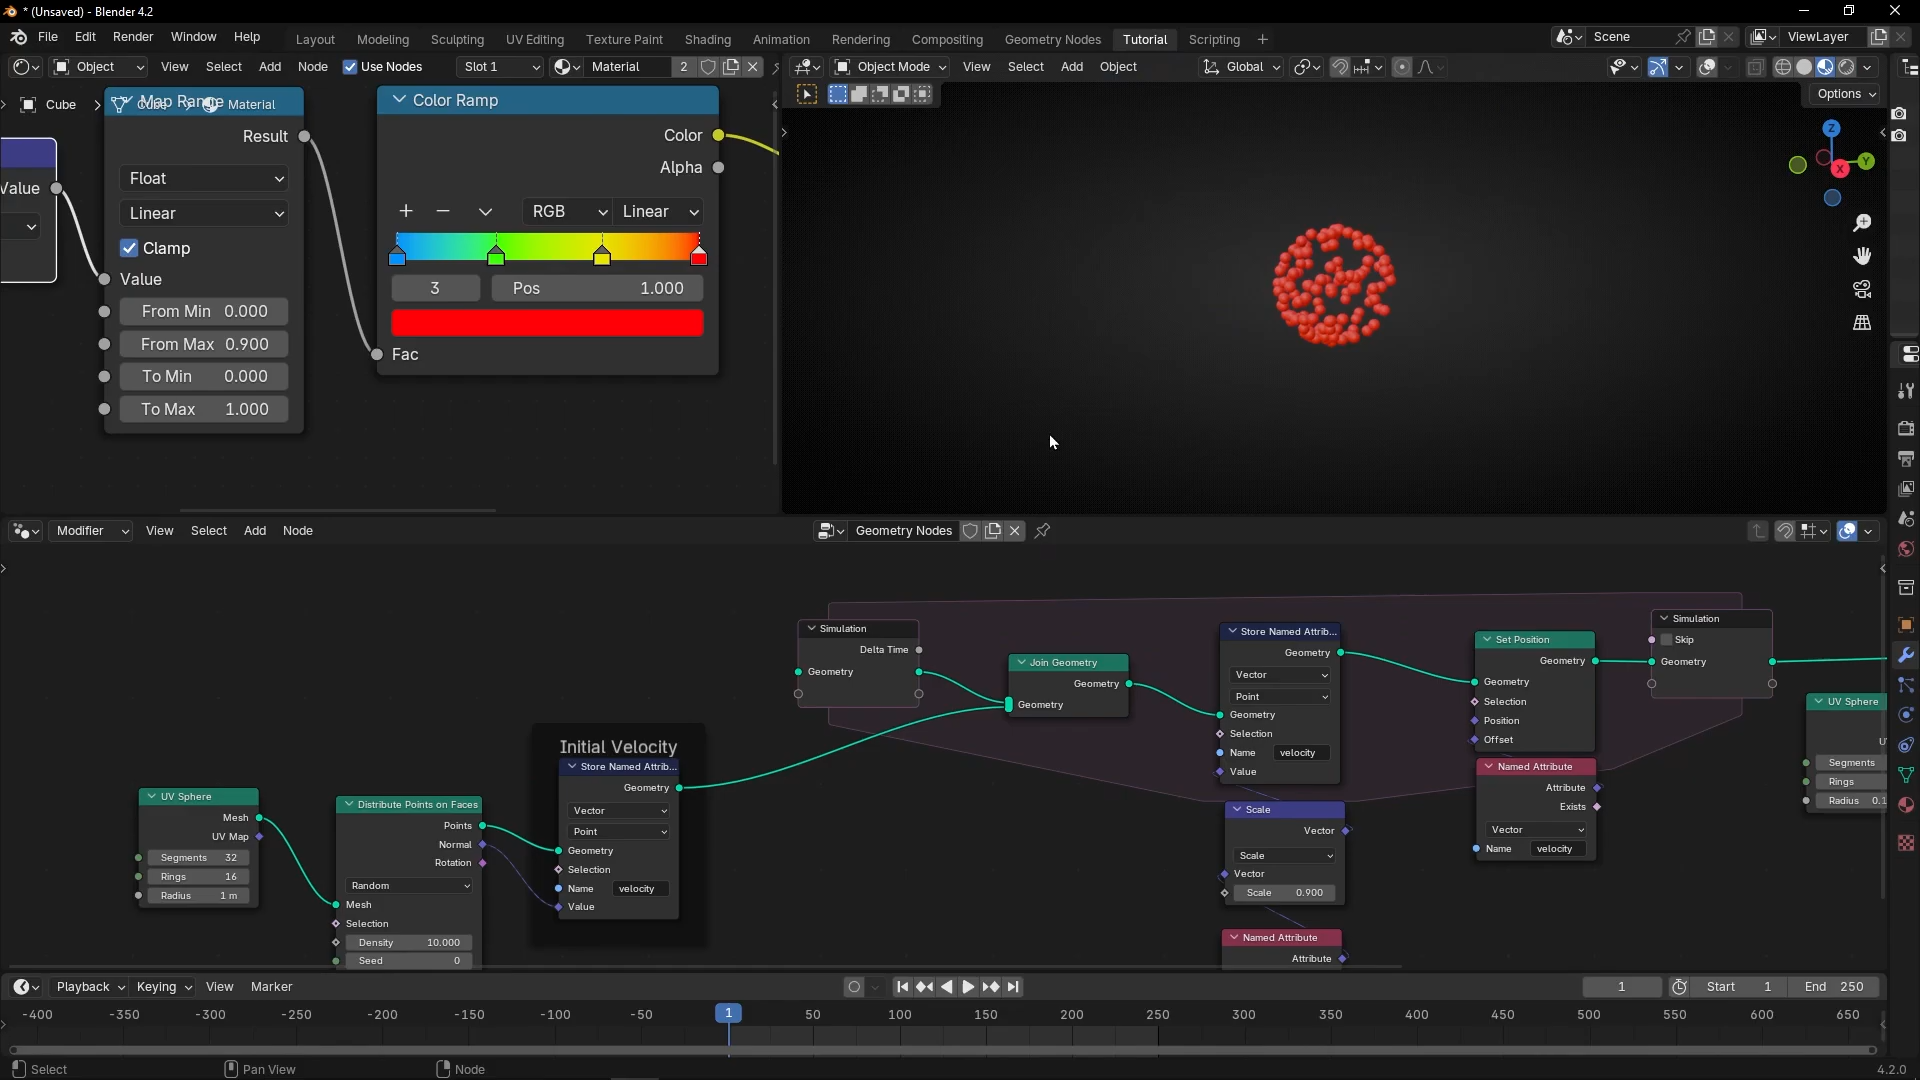 * (Unsaved) - Blender 4.2
File Edit Render Window Help Layout Modeling Sculpting UV Editing Texture Paint Shading Animation Rendering Compositing Geometry Nodes Tutorial Scripting + Scene ViewLayer
Object View Select Add Node Use Nodes Slot 1 Material 2
Object Mode View Select Add Object Global
Options
Cube Map Range Material
Result
Float
Linear
Clamp
Value
From Min 0.000
From Max 0.900
To Min 0.000
To Max 1.000
Value
Color Ramp
Color
Alpha
RGB Linear
3 Pos 1.000
Fac
Z
Y
X
Modifier View Select Add Node Geometry Nodes
UV Sphere
Mesh
UV Map
Segments 32
Rings 16
Radius 1 m
Distribute Points on Faces
Points
Normal
Rotation
Random
Mesh
Selection
Density 10.000
Seed 0
Initial Velocity
Store Named Attrib...
Geometry
Vector
Point
Geometry
Selection
Name velocity
Value
Simulation
Delta Time
Geometry
Join Geometry
Geometry
Geometry
Store Named Attrib...
Geometry
Vector
Point
Geometry
Selection
Name velocity
Value
Scale
Vector
Scale
Vector
Scale 0.900
Named Attribute
Attribute
Set Position
Geometry
Geometry
Selection
Position
Offset
Named Attribute
Attribute
Exists
Vector
Name velocity
Simulation
Skip
Geometry
UV Sphere
Segments
Rings
Radius 0.1
Playback Keying View Marker 1 Start 1 End 250
-400 -350 -300 -250 -200 -150 -100 -50 1 50 100 150 200 250 300 350 400 450 500 550 600 650
Select Pan View Node 4.2.0